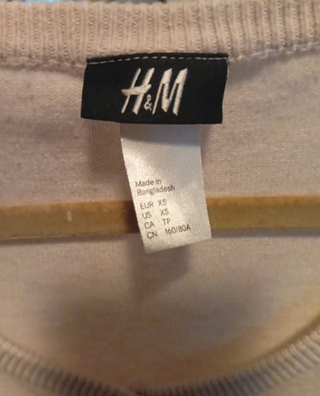 H&M
Made in
Bangladesh
EUR XS
US XS
CA TP
CN 160/80A